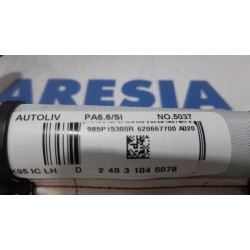 ARESIA
AUTOLIV PA6.6/SI NO.5037
985P15305R 620667700 A020
X95 IC LH D 2 45 3 104 5078